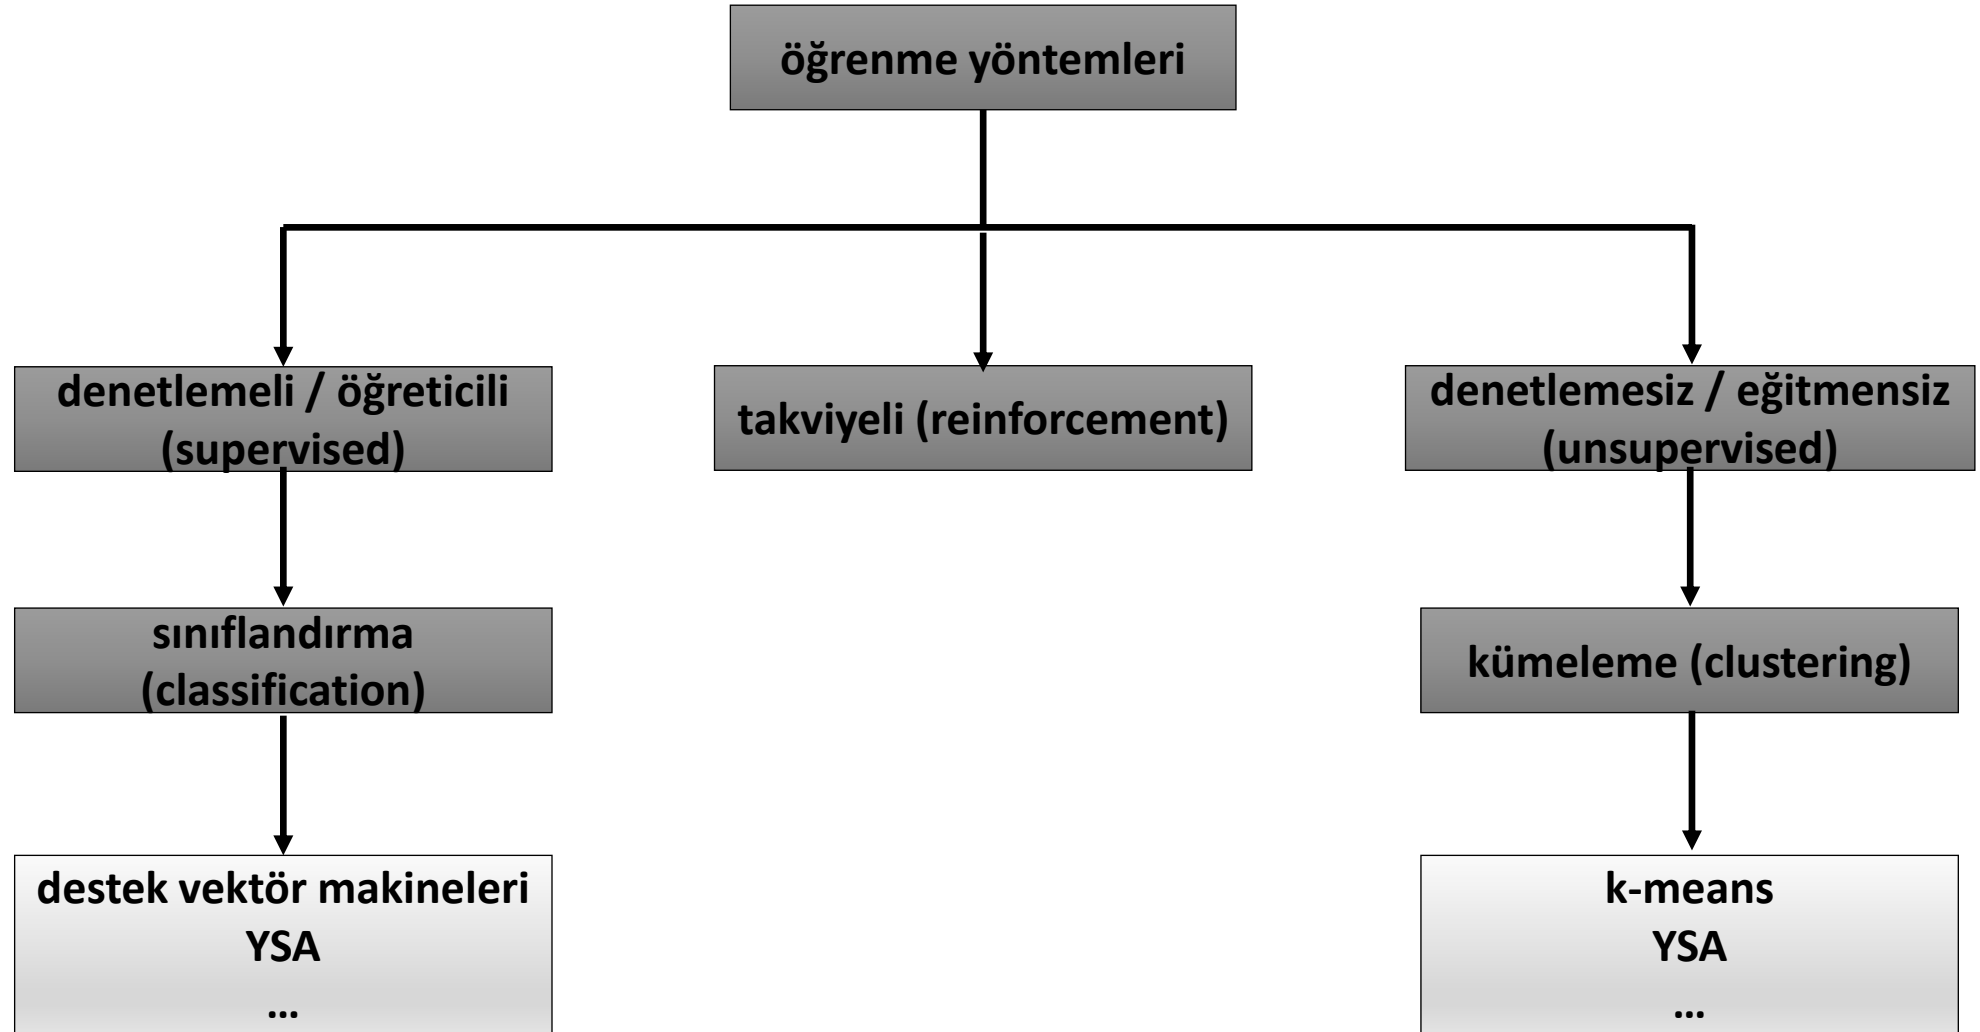 öğrenme yöntemleri
denetlemeli / öğreticili
(supervised)
takviyeli (reinforcement)
denetlemesiz / eğitmensiz
(unsupervised)
sınıflandırma
(classification)
kümeleme (clustering)
destek vektör makineleri
YSA
...
k-means
YSA
...